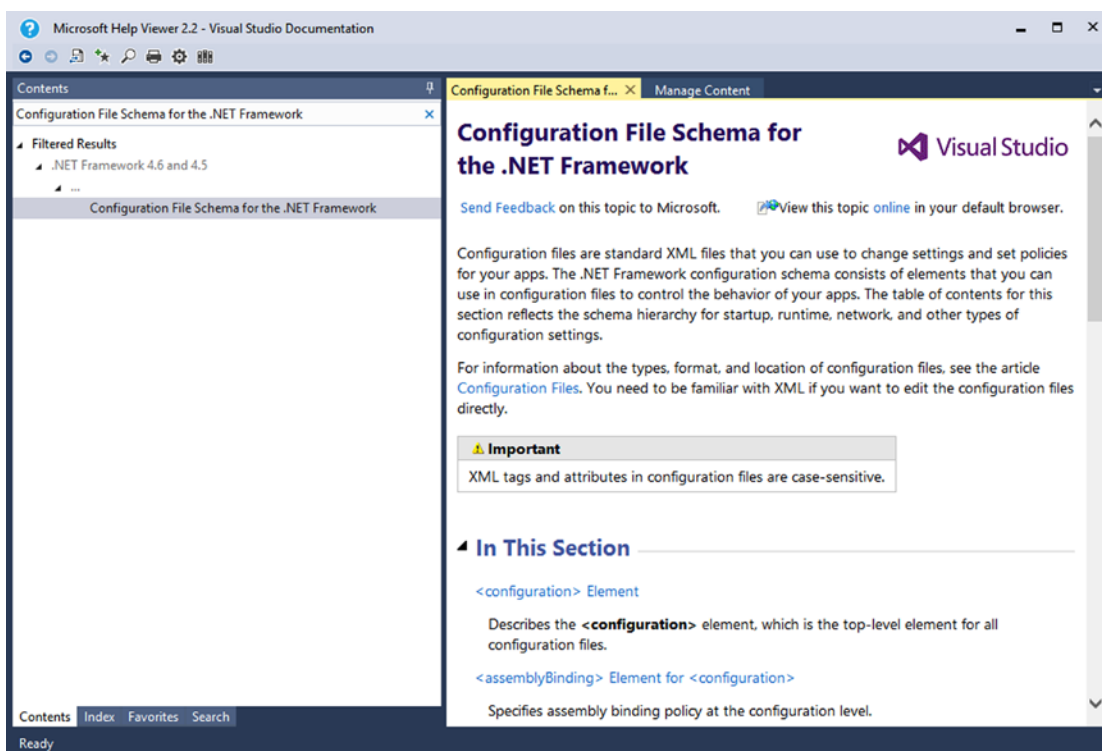 Microsoft Help Viewer 2.2 - Visual Studio Documentation
Contents
Configuration File Schema for the .NET Framework
Filtered Results
.NET Framework 4.6 and 4.5
...
Configuration File Schema for the .NET Framework
Contents Index Favorites Search
Ready
Configuration File Schema f... Manage Content
Configuration File Schema for
the .NET Framework
Visual Studio
Send Feedback on this topic to Microsoft. View this topic online in your default browser.
Configuration files are standard XML files that you can use to change settings and set policies
for your apps. The .NET Framework configuration schema consists of elements that you can
use in configuration files to control the behavior of your apps. The table of contents for this
section reflects the schema hierarchy for startup, runtime, network, and other types of
configuration settings.
For information about the types, format, and location of configuration files, see the article
Configuration Files. You need to be familiar with XML if you want to edit the configuration files
directly.
Important
XML tags and attributes in configuration files are case-sensitive.
In This Section
<configuration> Element
Describes the <configuration> element, which is the top-level element for all
configuration files.
<assemblyBinding> Element for <configuration>
Specifies assembly binding policy at the configuration level.